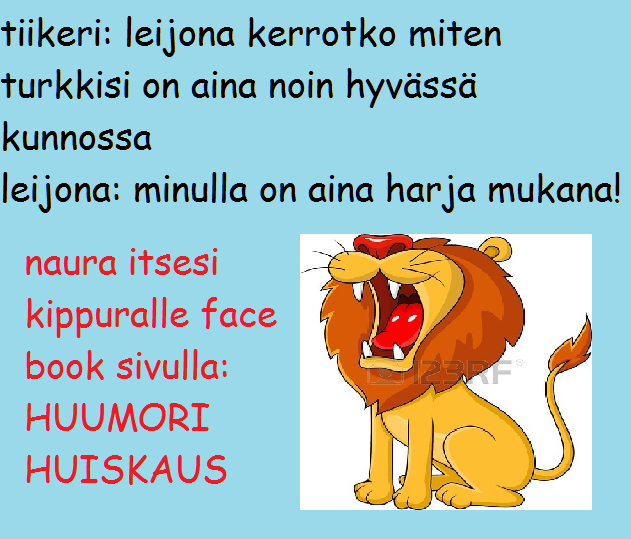 tiikeri: leijona kerrotko miten
turkkisi on aina noin hyvässä
kunnossa
leijona: minulla on aina harja mukana!
naura itsesi
kippuralle face
book sivulla:
HUUMORI
HUISKAUS
123RF